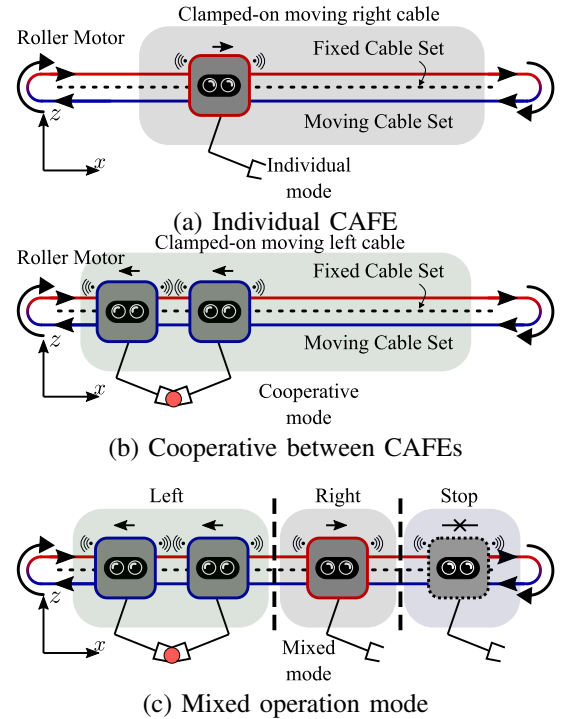 Clamped-on moving right cable
Roller Motor
Fixed Cable Set
z
Moving Cable Set
x
Individual
mode
(a) Individual CAFE
Clamped-on moving left cable
Roller Motor
Fixed Cable Set
z
Moving Cable Set
x
Cooperative
mode
(b) Cooperative between CAFEs
Left
Right
Stop
z
x
Mixed
mode
(c) Mixed operation mode